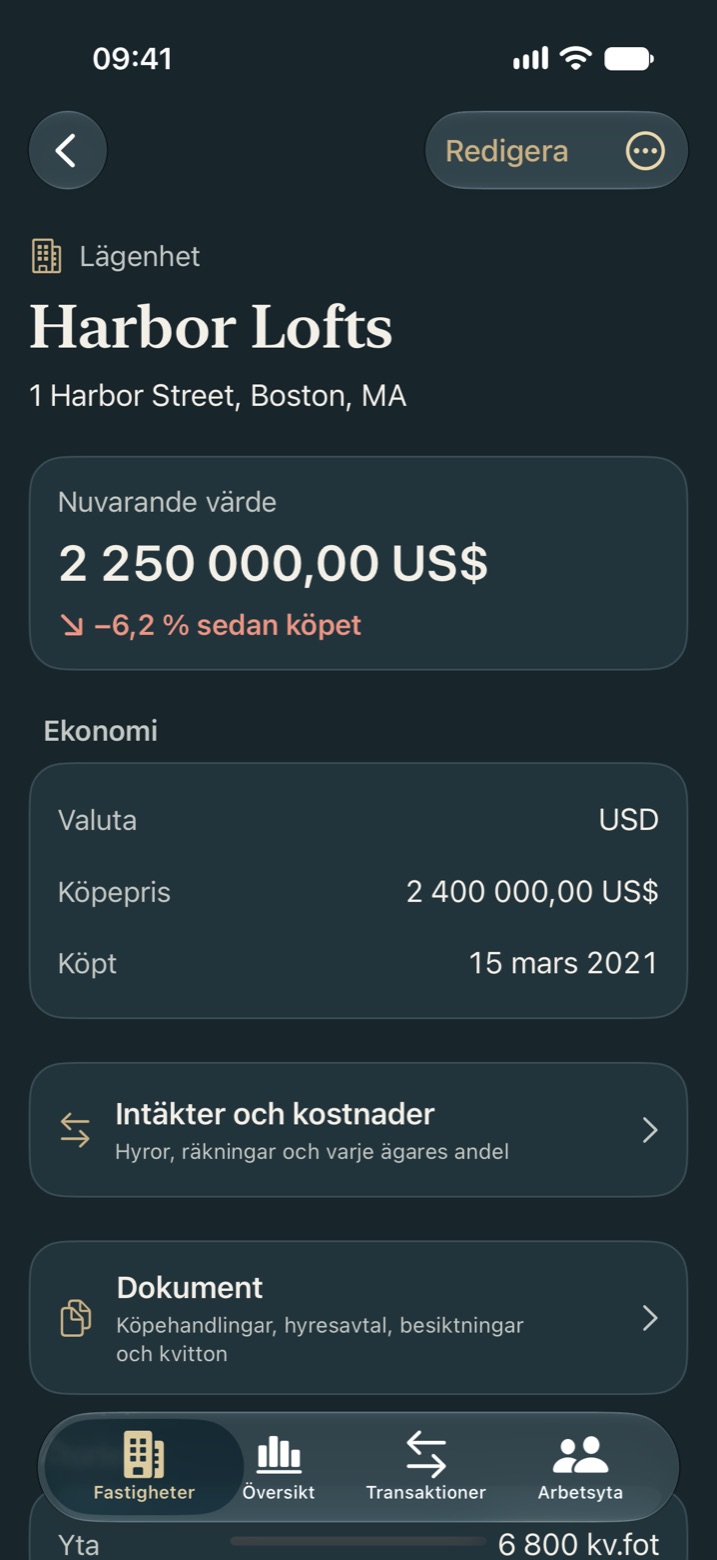 09:41
Redigera
Lägenhet
Harbor Lofts
1 Harbor Street, Boston, MA
Nuvarande värde
2 250 000,00 US$
−6,2 % sedan köpet
Ekonomi
Valuta USD
Köpepris 2 400 000,00 US$
Köpt 15 mars 2021
Intäkter och kostnader
Hyror, räkningar och varje ägares andel
Dokument
Köpehandlingar, hyresavtal, besiktningar
och kvitton
Fastigheter Översikt Transaktioner Arbetsyta
Yta 6 800 kv.fot